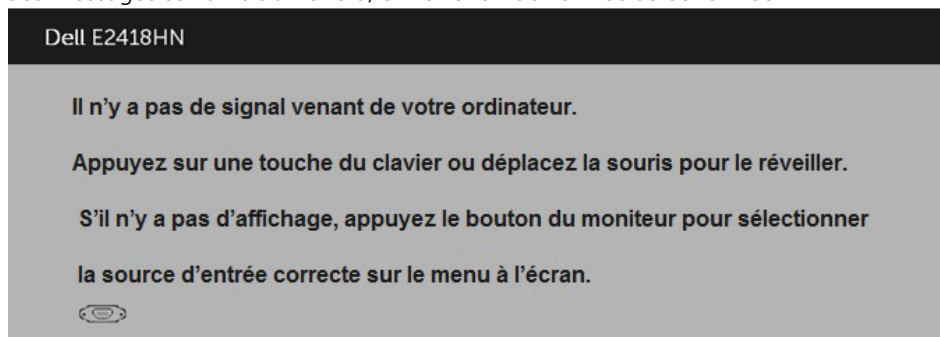 Dell E2418HN
Il n’y a pas de signal venant de votre ordinateur.
Appuyez sur une touche du clavier ou déplacez la souris pour le réveiller.
S’il n’y a pas d’affichage, appuyez le bouton du moniteur pour sélectionner
la source d’entrée correcte sur le menu à l’écran.